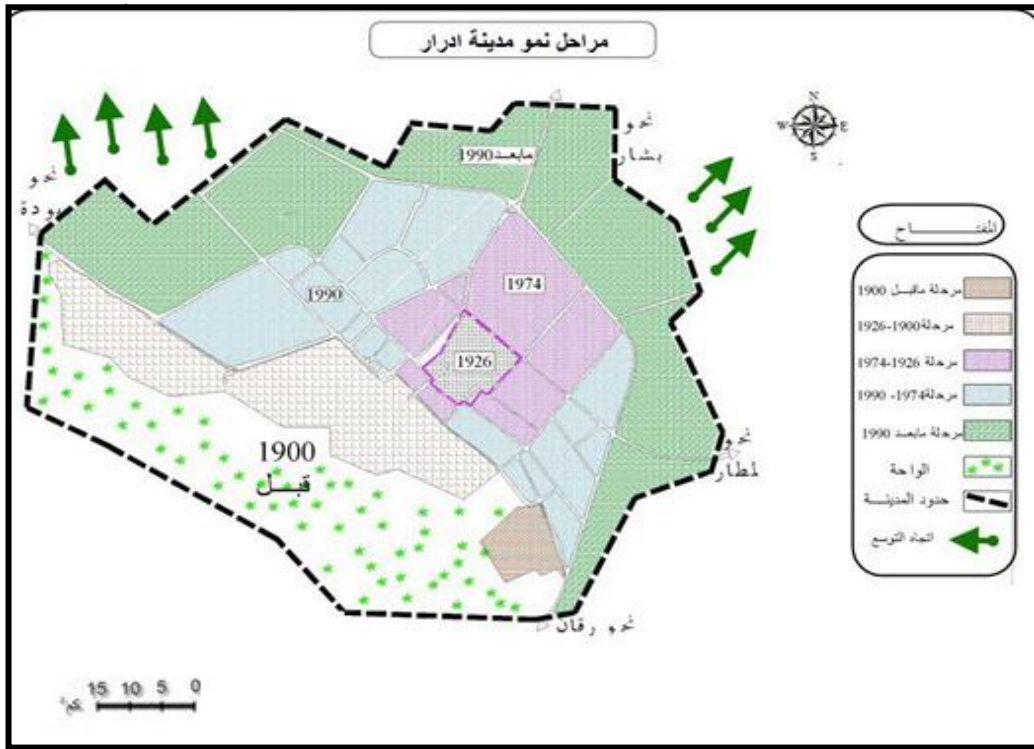 مراحل نمو مدينة ادرار
N
W E
S
نحو
بشار
مابعد1990
نحو
بودة
1974
1990
1926
1900
قبل
نحو
لمطار
نحو رقان
المفتاح
مرحلة ماقبل 1900
مرحلة1900-1926
مرحلة 1926-1974
مرحلة1974- 1990
مرحلة مابعد 1990
الواحة
حدود المدينة
اتجاه التوسع
15 10 5 0